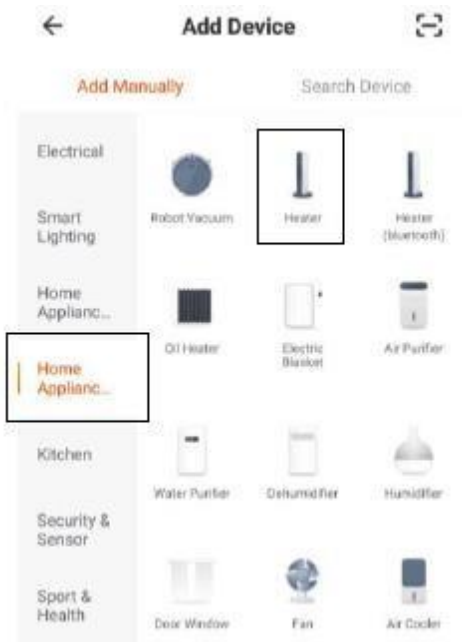 Add Device
Add Manually
Search Device
Electrical
Smart
Lighting
Home
Applianc...
Home
Applianc...
Kitchen
Security &
Sensor
Sport &
Health
Robot Vacuum
Heater
Heater
(bluetooth)
Oil Heater
Electric
Blanket
Air Purifier
Water Purifier
Dehumidifier
Humidifier
Door Window
Fan
Air Cooler